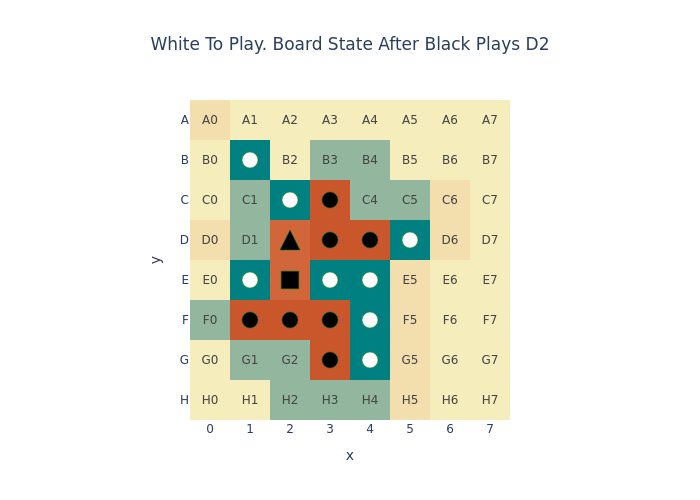 White To Play. Board State After Black Plays D2
A A0 A1 A2 A3 A4 A5 A6 A7
B B0 B2 B3 B4 B5 B6 B7
C C0 C1 C4 C5 C6 C7
D D0 D1 D6 D7
E E0 E5 E6 E7
F F0 F5 F6 F7
G G0 G1 G2 G5 G6 G7
H H0 H1 H2 H3 H4 H5 H6 H7
0 1 2 3 4 5 6 7
x
y